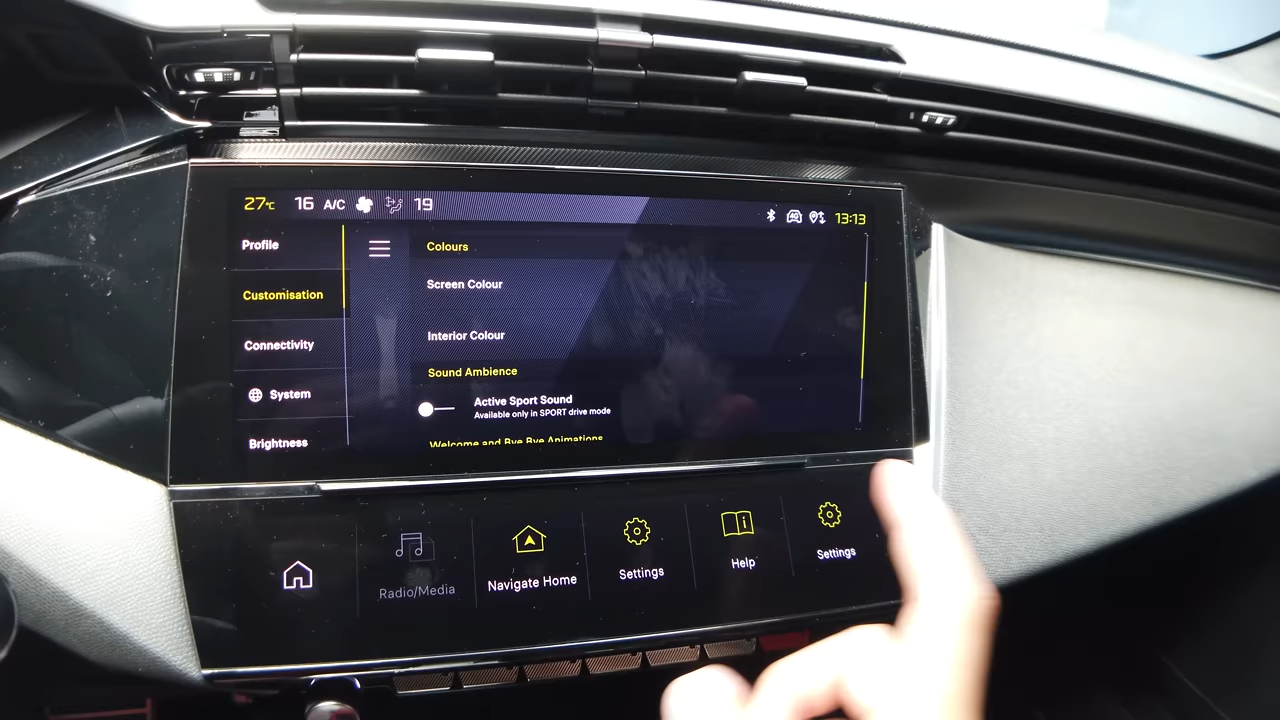 27°C 16 A/C 19 13:13
Profile
Customisation
Connectivity
System
Brightness
Colours
Screen Colour
Interior Colour
Sound Ambience
Active Sport Sound
Available only in SPORT drive mode
Welcome and Bye Bye Animations
Radio/Media
Navigate Home
Settings
Help
Settings